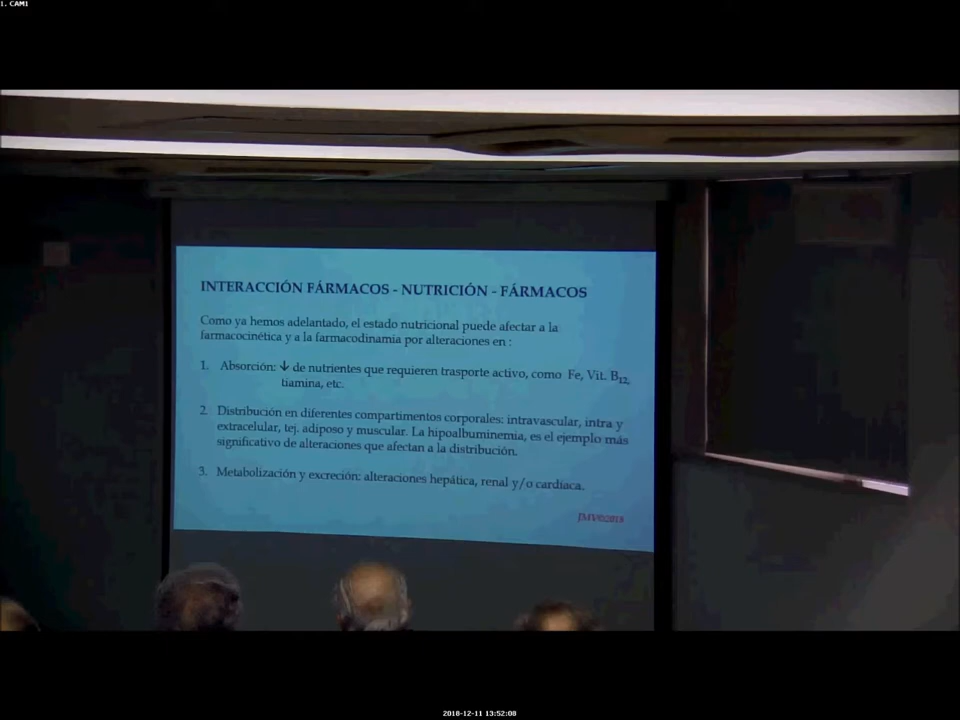 1. CAM1
INTERACCIÓN FÁRMACOS - NUTRICIÓN - FÁRMACOS
Como ya hemos adelantado, el estado nutricional puede afectar a la
farmacocinética y a la farmacodinamia por alteraciones en :
1. Absorción: ↓ de nutrientes que requieren trasporte activo, como Fe, Vit. B12,
tiamina, etc.
2. Distribución en diferentes compartimentos corporales: intravascular, intra y
extracelular, tej. adiposo y muscular. La hipoalbuminemia, es el ejemplo más
significativo de alteraciones que afectan a la distribución.
3. Metabolización y excreción: alteraciones hepática, renal y/o cardíaca.
2018-12-11 13:52:08